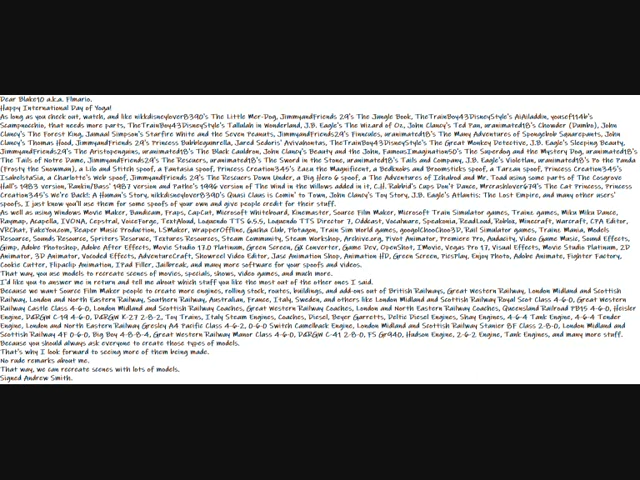 Dear Blake10 a.k.a. Elmario.
Happy International Day of Yoga!
As long as you check out, watch, and like nikkdisneylover8390's The Little Mer-Dog, JimmyandFriends 29's The Jungle Book, TheTrainBoy43DisneyStyle's AiAiladdin, yousef114b's
Scampnocchio, that needs more parts, TheTrainBoy43DisneyStyle's Tallulah in Wonderland, J.B. Eagle's The Wizard of Oz, John Clancy's Ted Pan, uranimated18's Chowder (Dumbo), John
Clancy's The Forest King, Jamaal Simpson's Starfire White and the Seven Peanuts, Jimmyandfriends 29's Finncules, uranimated18's The Many Adventures of Spongebob Squarepants, John
Clancy's Thomas Hood, Jimmyandfriends 29's Princess Bubblegumrella, Jared Sederis' Avivahontas, TheTrainBoy43DisneyStyle's The Great Monkey Detective, J.B. Eagle's Sleeping Beauty,
JimmyandFriends29's The Aristopenguins, uranimated18's The Black Cauldron, John Clancy's Beauty and the John, FamousImagination50's The Superdog and the Mystery Dog, uranimated18's
The Tails of Notre Dame, JimmyandFriends29's The Rescuers, uranimated18's The Sword in the Stone, uranimated18's Tails and Company, J.B. Eagle's Violetlan, uranimated18's Po the Panda
(Frosty the Snowman), a Lilo and Stitch spoof, a Fantasia spoof, Princess Creation345's Eaca the Magnificent, a Bedknobs and Broomsticks spoof, a Tarzan spoof, Princess Creation345's
IsabelStasia, a Charlotte's Web spoof, Jimmyandfriends 29's The Rescuers Down Under, a Big Hero 6 spoof, a The Adventures of Ichabod and Mr. Toad using some parts of The Cosgrove
Hall's 1983 version, Rankin/Bass' 1987 version and Pathe's 1996 version of The Wind in the Willows added in it, C.H. Rabbid's Cups Don't Dance, Mrcrashlover679's The Cat Princess, Princess
Creation345's We're Back!: A Human's Story, nikkdisneylover8390's Quasi Claus is Comin' to Town, John Clancy's Toy Story, J.B. Eagle's Atlantis: The Lost Empire, and many other users'
spoofs, I just know you'll use them for some spoofs of your own and give people credit for their stuff.
As well as using Windows Movie Maker, Bandicam, Fraps, CapCut, Microsoft Whiteboard, Kinemaster, Source Film Maker, Microsoft Train Simulator games, Trainz games, Miku Miku Dance,
Raymap, Acapella, IVONA, Cepstral, VoiceForge, TextAloud, Loquendo TTS 6.5.5, Loquendo TTS Director 7, Oddcast, Vocalware, Speakonia, ReadLoud, Roblox, Minecraft, Warcraft, CTA Editor,
VRChat, FakeYou.com, Reaper Music Production, LSMaker, WrapperOffline, Gacha Club, Plotagon, Train Sim World games, googolChooChoo3D, Rail Simulator games, Trainz Mania, Models
Resource, Sounds Resource, Spriters Resoruce, Textures Resources, Steam Community, Steam Workshop, Archive.org, Pivot Animator, Premiere Pro, Audacity, Video Game Music, Sound Effects,
Gimp, Adobe Photoshop, Adobe After Effects, Movie Studio 17.0 Platinum, Green Screen, GX Converter, Game Dev, OpenShot, IMovie, Vegas Pro 17, Visual Effects, Movie Studio Platinum, 2D
Animator, 3D Animator, Vocoded Effects, AdventureCraft, Showreel Video Editor, Jasc Animation Shop, Animation HD, Green Screen, PicsPlay, Enjoy Photo, Adobe Animate, Fighter Factory,
Cookie Cutter, Flipaclip Animation, IPad Filler, Jailbreak, and many more software for your spoofs and videos.
That way, you use models to recreate scenes of movies, specials, shows, video games, and much more.
I'd like you to answer me in return and tell me about which stuff you like the most out of the other ones I said.
Because we want Source Film Maker people to create more engines, rolling stock, routes, buildings, and add-ons out of British Railways, Great Western Railway, London Midland and Scottish
Railway, London and North Eastern Railway, Southern Railway, Australian, France, Italy, Sweden, and others like London Midland and Scottish Railway Royal Scot Class 4-6-0, Great Western
Railway Castle Class 4-6-0, London Midland and Scottish Railway Coaches, Great Western Railway Coaches, London and North Eastern Railway Coaches, Queensland Railroad PB15 4-6-0, Heisler
Engine, D&RGW C-19 4-6-0, D&RGW K-27 2-8-2, Toy Trains, Italy Steam Engines, Coaches, Diesel, Beyer Garretts, Deltic Diesel Engines, Shay Engines, 4-6-4 Tank Engine, 4-6-4 Tender
Engine, London and North Eastern Railway Gresley A4 Pacific Class 4-6-2, 0-6-0 Switch Camelback Engine, London Midland and Scottish Railway Stanier 8F Class 2-8-0, London Midland and
Scottish Railway 4F 0-6-0, Big Boy 4-8-8-4, Great Western Railway Manor Class 4-6-0, D&RGW C-41 2-8-0, FS Gr940, Hudson Engine, 2-6-2 Engine, Tank Engines, and many more stuff.
Because you should always ask everyone to create those types of models.
That's why I look forward to seeing more of them being made.
No rude remarks about me.
That way, we can recreate scenes with lots of models.
Signed Andrew Smith.